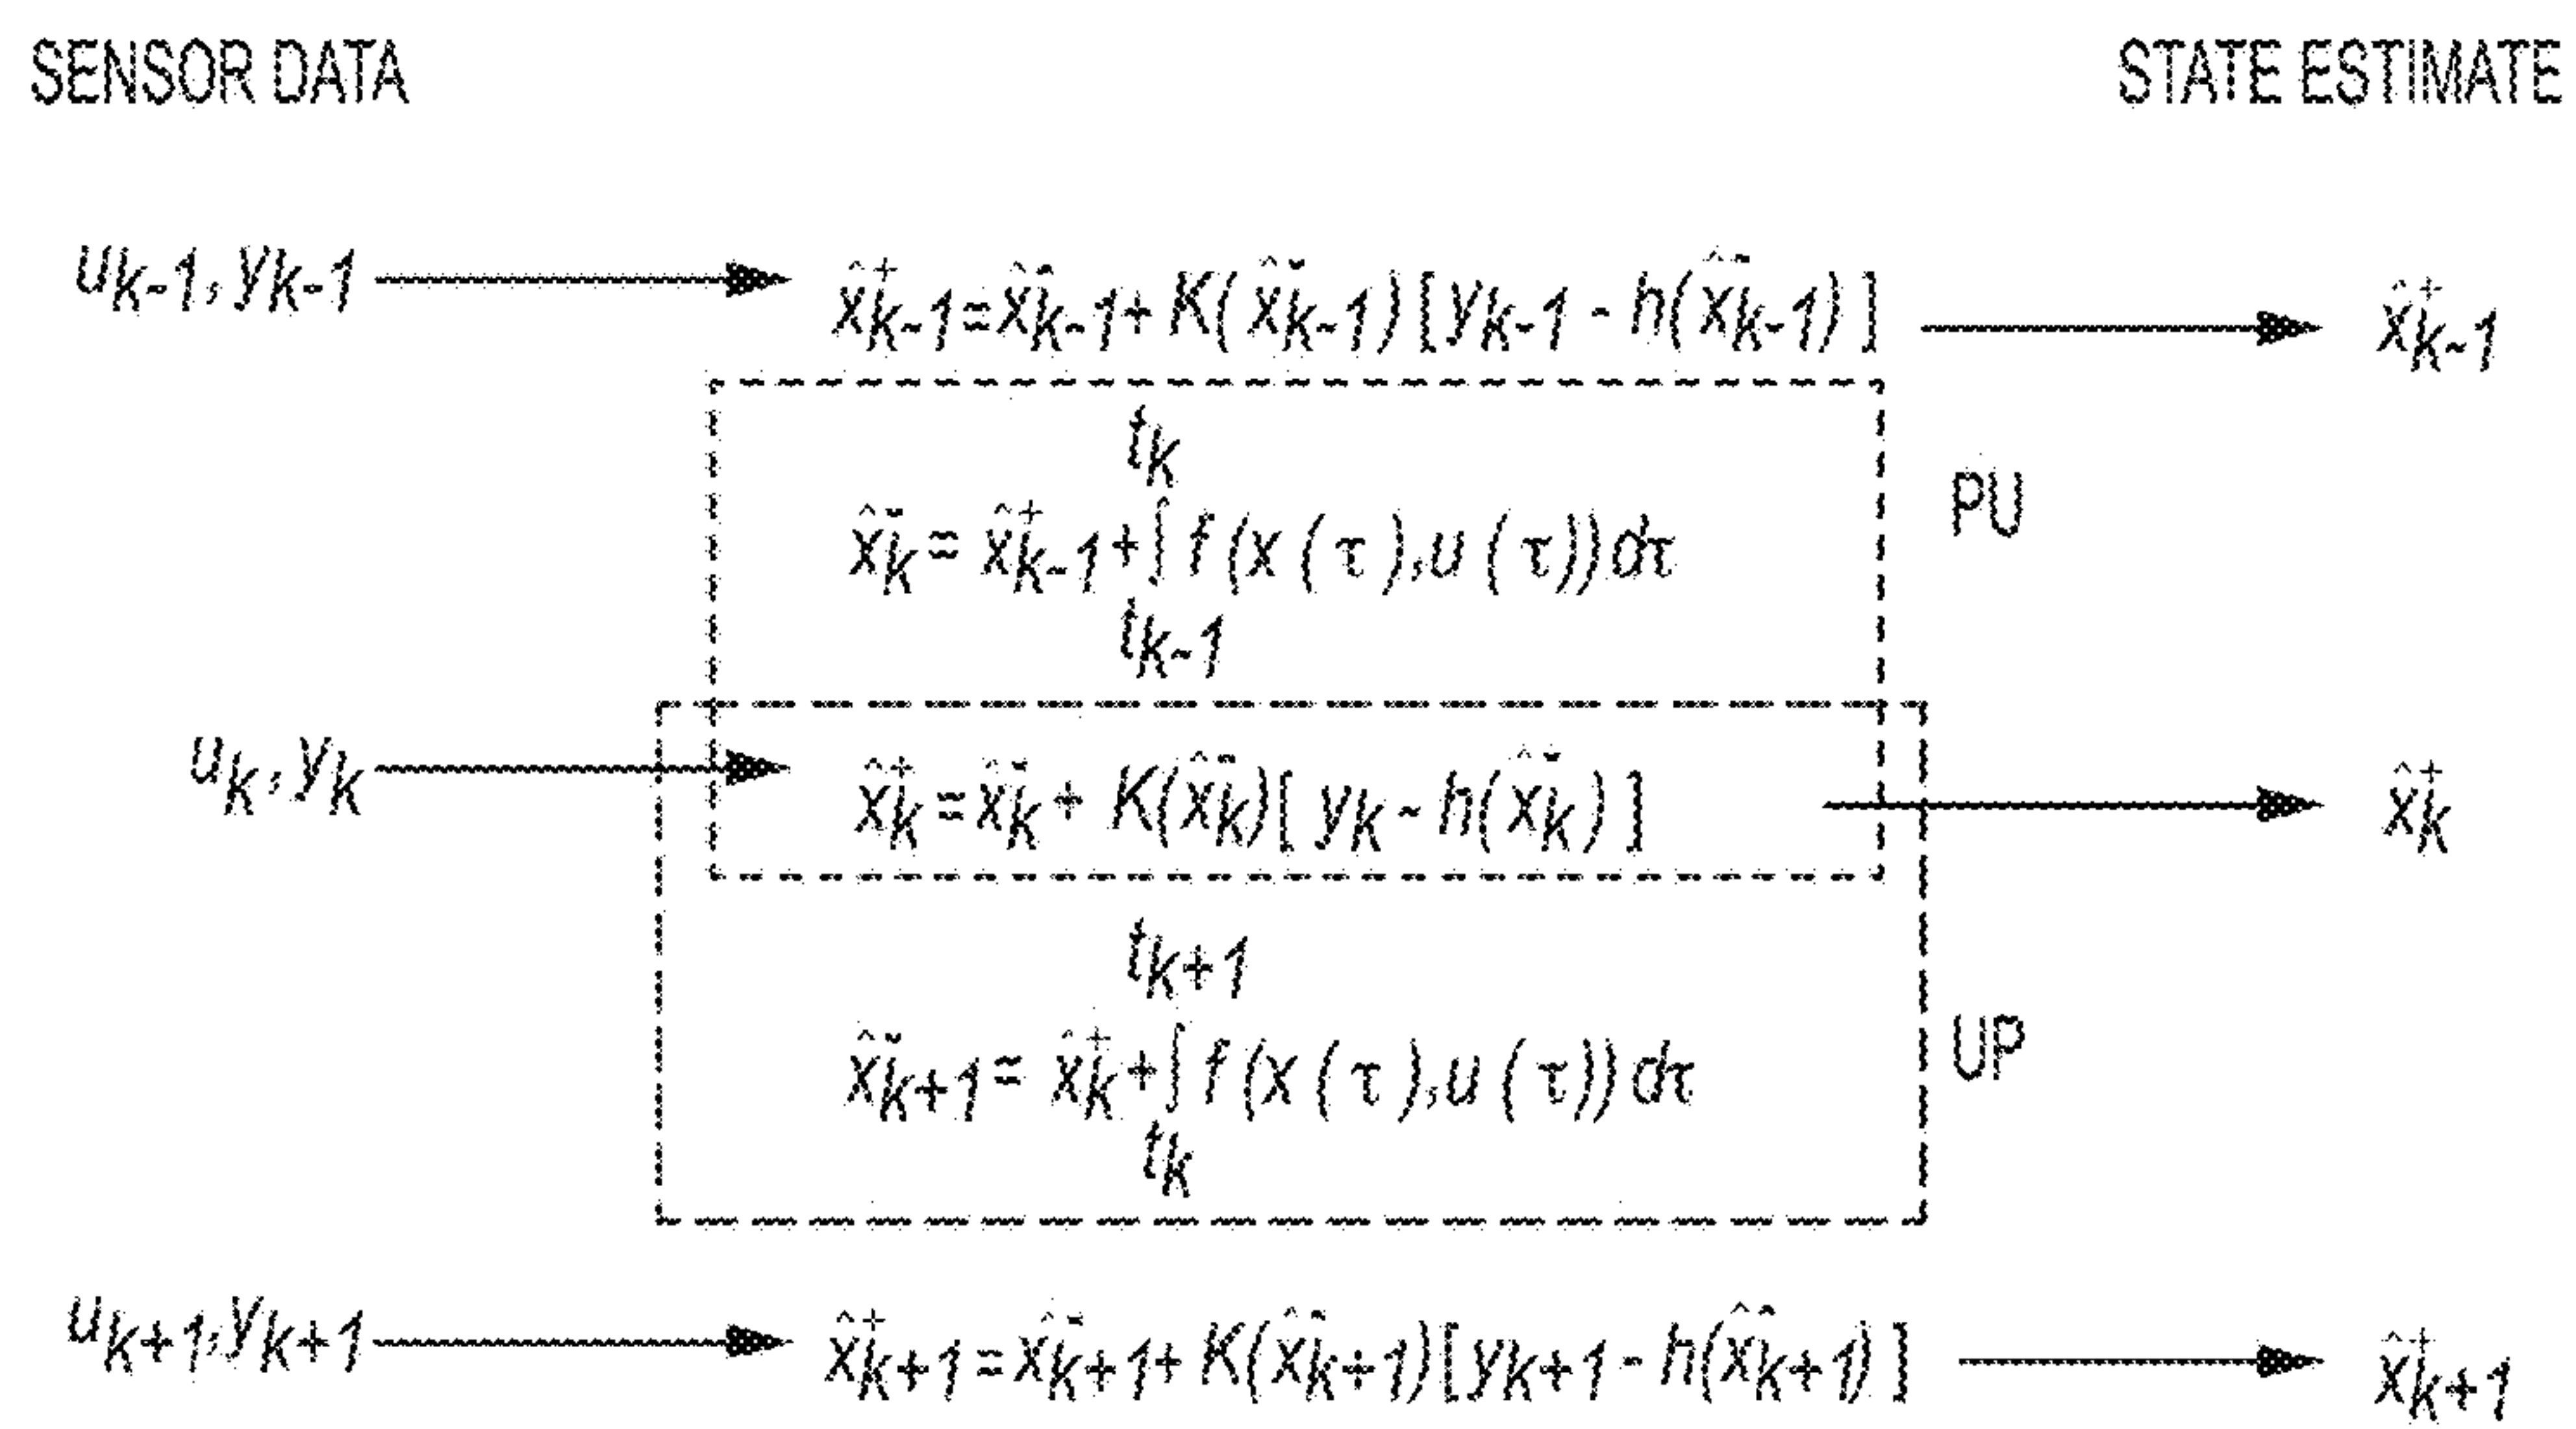 SENSOR DATA STATE ESTIMATE
u_{k-1}, y_{k-1} x̂⁺_{k-1} = x̂⁻_{k-1} + K(x̂⁻_{k-1})[y_{k-1} - h(x̂⁻_{k-1})] x̂⁺_{k-1}
t_k
x̂⁻_k = x̂⁺_{k-1} + ∫ f(x(τ),u(τ))dτ PU
t_{k-1}
u_k, y_k x̂⁺_k = x̂⁻_k + K(x̂⁻_k)[y_k - h(x̂⁻_k)] x̂⁺_k
t_{k+1}
x̂⁻_{k+1} = x̂⁺_k + ∫ f(x(τ),u(τ))dτ UP
t_k
u_{k+1}, y_{k+1} x̂⁺_{k+1} = x̂⁻_{k+1} + K(x̂⁻_{k+1})[y_{k+1} - h(x̂⁻_{k+1})] x̂⁺_{k+1}